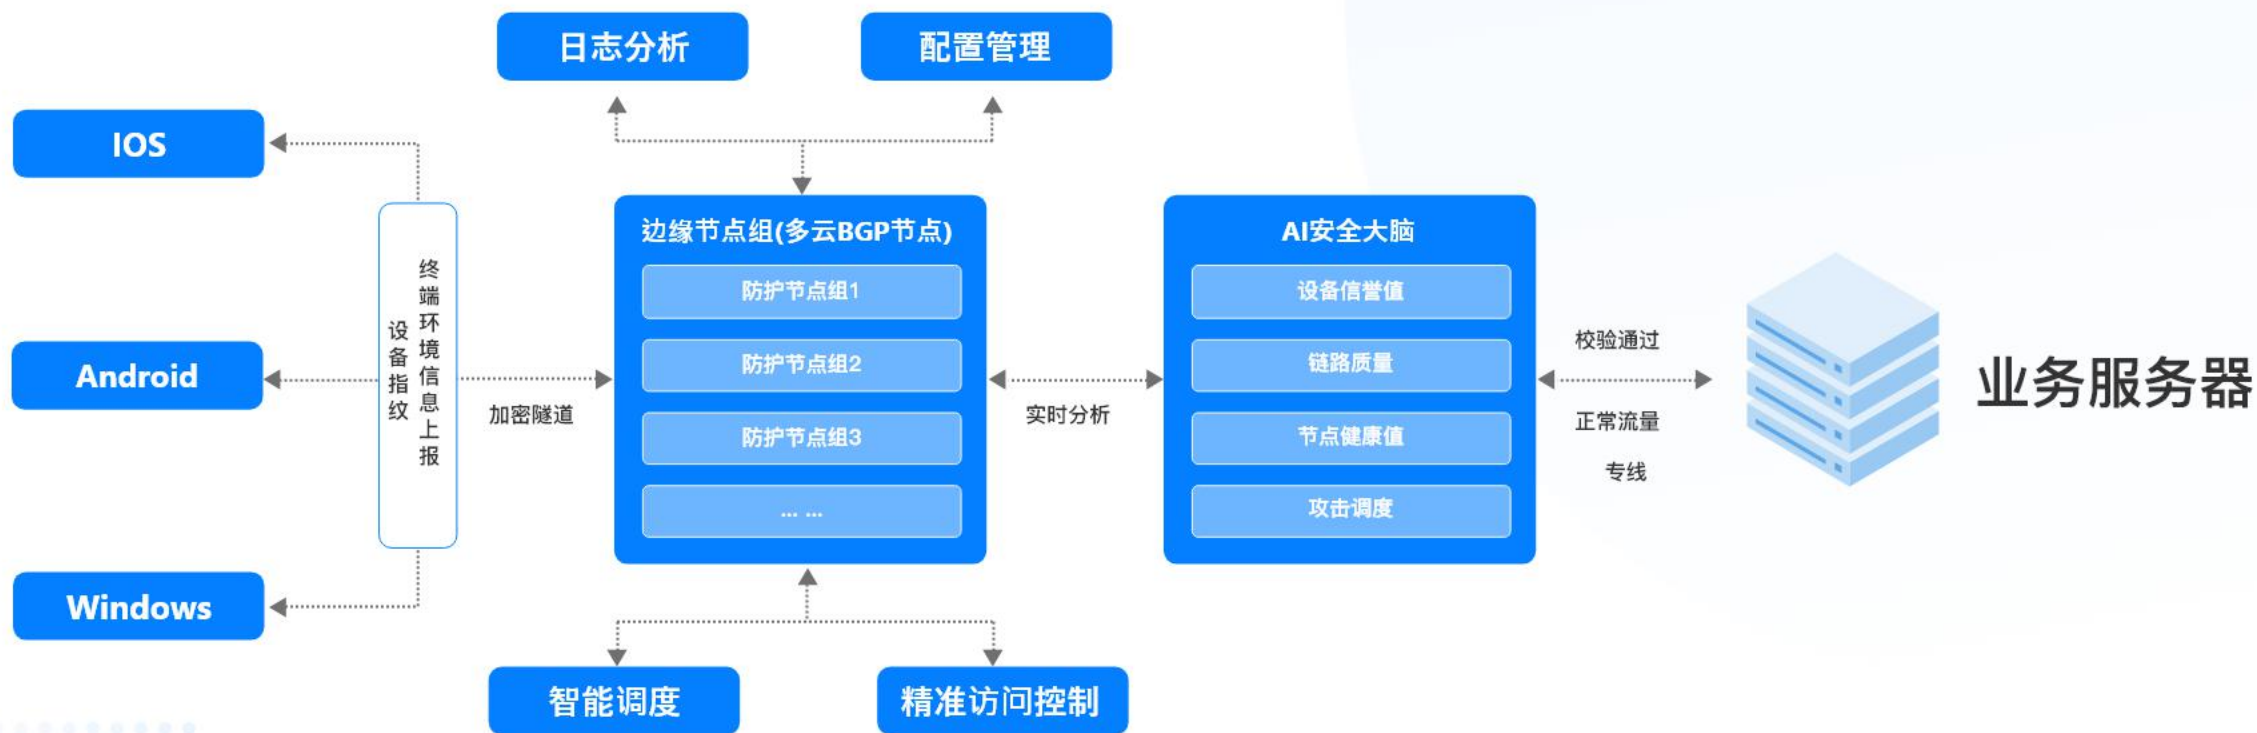 日志分析
配置管理
IOS
Android
Windows
设备指纹
终端环境信息上报
加密隧道
边缘节点组(多云BGP节点)
防护节点组1
防护节点组2
防护节点组3
... ...
实时分析
AI安全大脑
设备信誉值
链路质量
节点健康值
攻击调度
校验通过
正常流量
专线
业务服务器
智能调度
精准访问控制